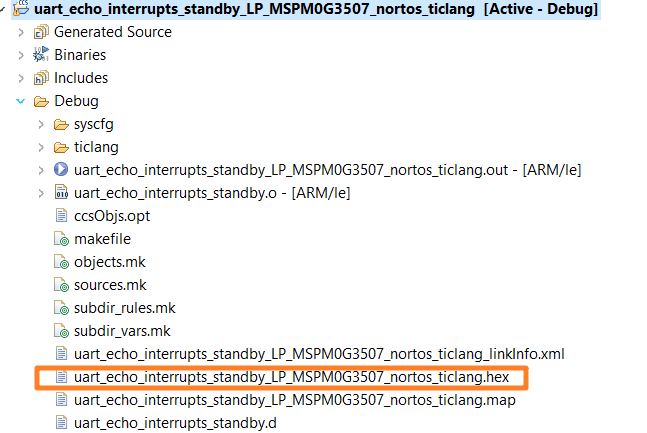 uart_echo_interrupts_standby_LP_MSPM0G3507_nortos_ticlang [Active - Debug]
Generated Source
Binaries
Includes
Debug
syscfg
ticlang
uart_echo_interrupts_standby_LP_MSPM0G3507_nortos_ticlang.out - [ARM/le]
uart_echo_interrupts_standby.o - [ARM/le]
ccsObjs.opt
makefile
objects.mk
sources.mk
subdir_rules.mk
subdir_vars.mk
uart_echo_interrupts_standby_LP_MSPM0G3507_nortos_ticlang_linkInfo.xml
uart_echo_interrupts_standby_LP_MSPM0G3507_nortos_ticlang.hex
uart_echo_interrupts_standby_LP_MSPM0G3507_nortos_ticlang.map
uart_echo_interrupts_standby.d